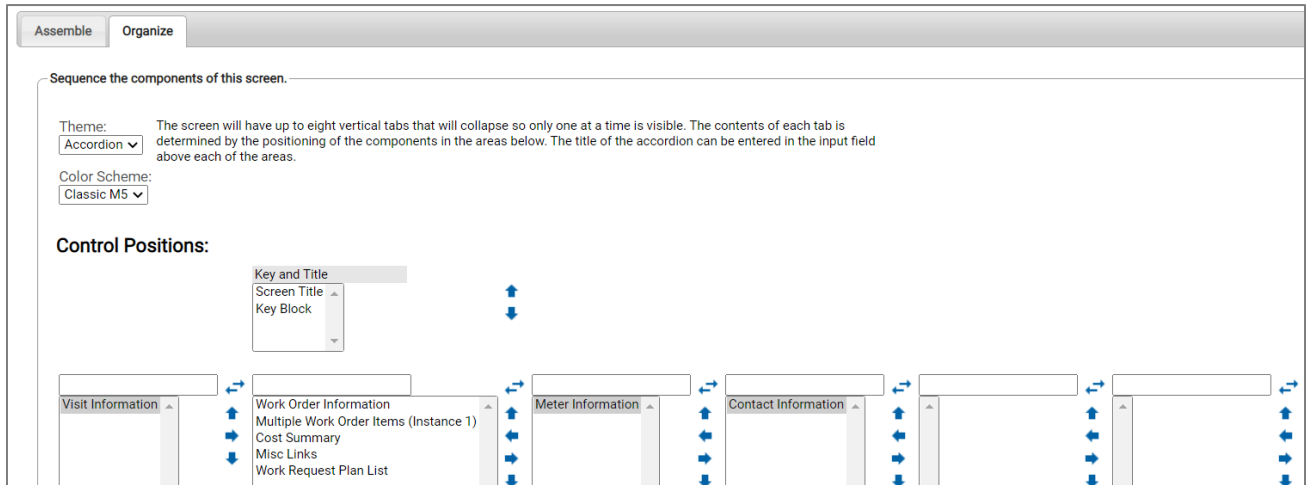 Assemble
Organize
Sequence the components of this screen.
Theme:
Accordion
The screen will have up to eight vertical tabs that will collapse so only one at a time is visible. The contents of each tab is
determined by the positioning of the components in the areas below. The title of the accordion can be entered in the input field
above each of the areas.
Color Scheme:
Classic M5
Control Positions:
Key and Title
Screen Title
Key Block
Visit Information
Work Order Information
Multiple Work Order Items (Instance 1)
Cost Summary
Misc Links
Work Request Plan List
Meter Information
Contact Information